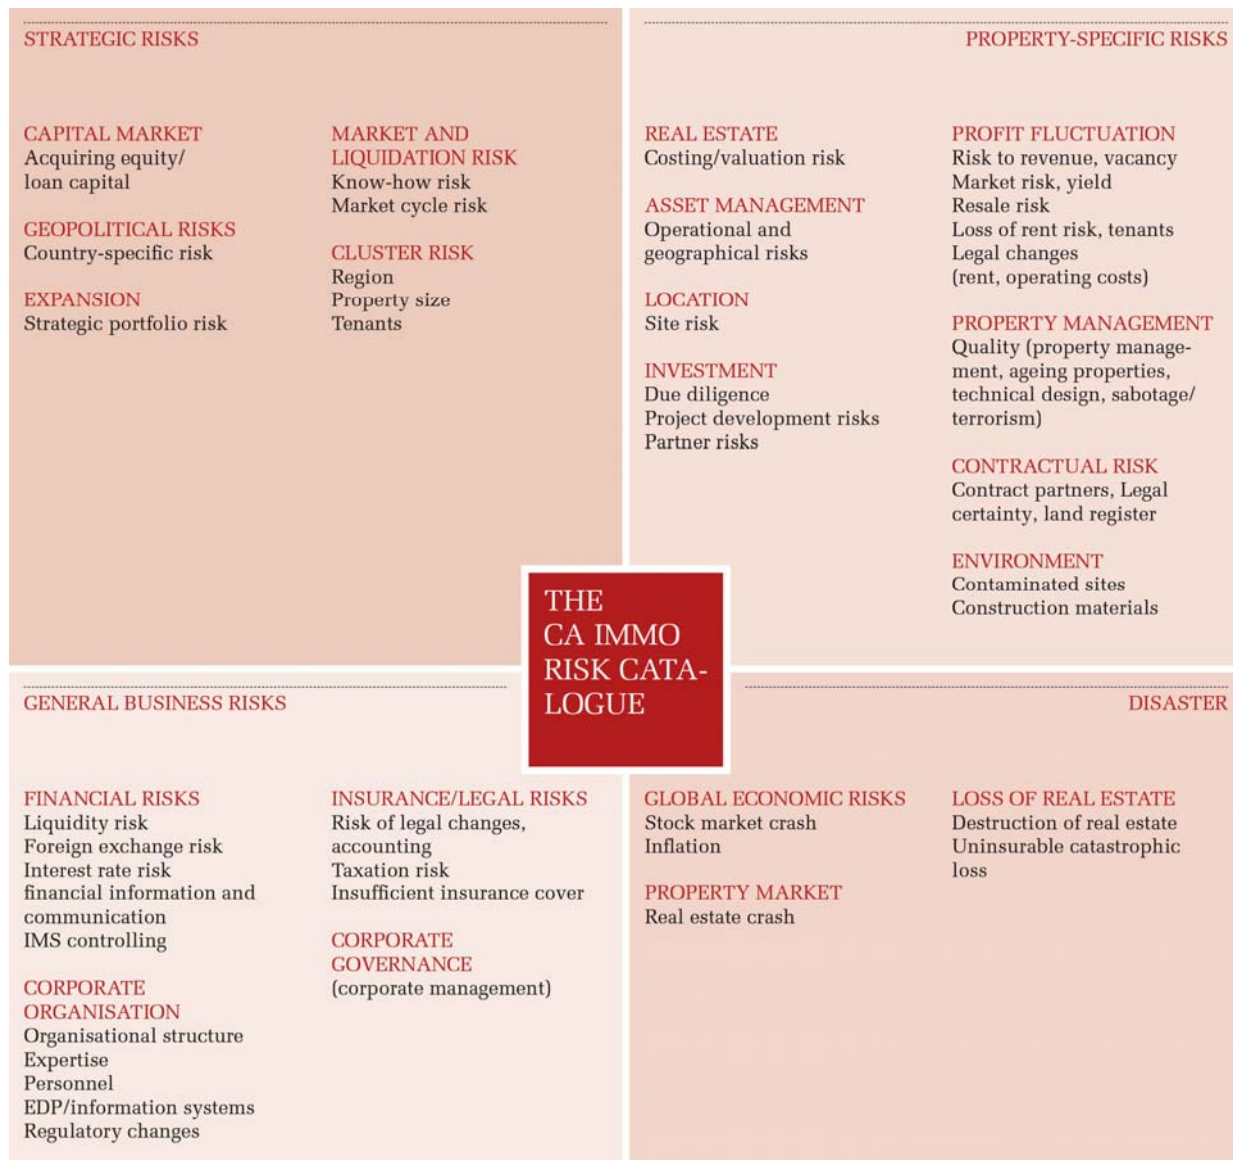 STRATEGIC RISKS
CAPITAL MARKET
Acquiring equity/
loan capital
GEOPOLITICAL RISKS
Country-specific risk
EXPANSION
Strategic portfolio risk
MARKET AND
LIQUIDATION RISK
Know-how risk
Market cycle risk
CLUSTER RISK
Region
Property size
Tenants
PROPERTY-SPECIFIC RISKS
REAL ESTATE
Costing/valuation risk
ASSET MANAGEMENT
Operational and
geographical risks
LOCATION
Site risk
INVESTMENT
Due diligence
Project development risks
Partner risks
PROFIT FLUCTUATION
Risk to revenue, vacancy
Market risk, yield
Resale risk
Loss of rent risk, tenants
Legal changes
(rent, operating costs)
PROPERTY MANAGEMENT
Quality (property manage-
ment, ageing properties,
technical design, sabotage/
terrorism)
CONTRACTUAL RISK
Contract partners, Legal
certainty, land register
ENVIRONMENT
Contaminated sites
Construction materials
THE
CA IMMO
RISK CATA-
LOGUE
GENERAL BUSINESS RISKS
FINANCIAL RISKS
Liquidity risk
Foreign exchange risk
Interest rate risk
financial information and
communication
IMS controlling
CORPORATE
ORGANISATION
Organisational structure
Expertise
Personnel
EDP/information systems
Regulatory changes
INSURANCE/LEGAL RISKS
Risk of legal changes,
accounting
Taxation risk
Insufficient insurance cover
CORPORATE
GOVERNANCE
(corporate management)
DISASTER
GLOBAL ECONOMIC RISKS
Stock market crash
Inflation
PROPERTY MARKET
Real estate crash
LOSS OF REAL ESTATE
Destruction of real estate
Uninsurable catastrophic
loss